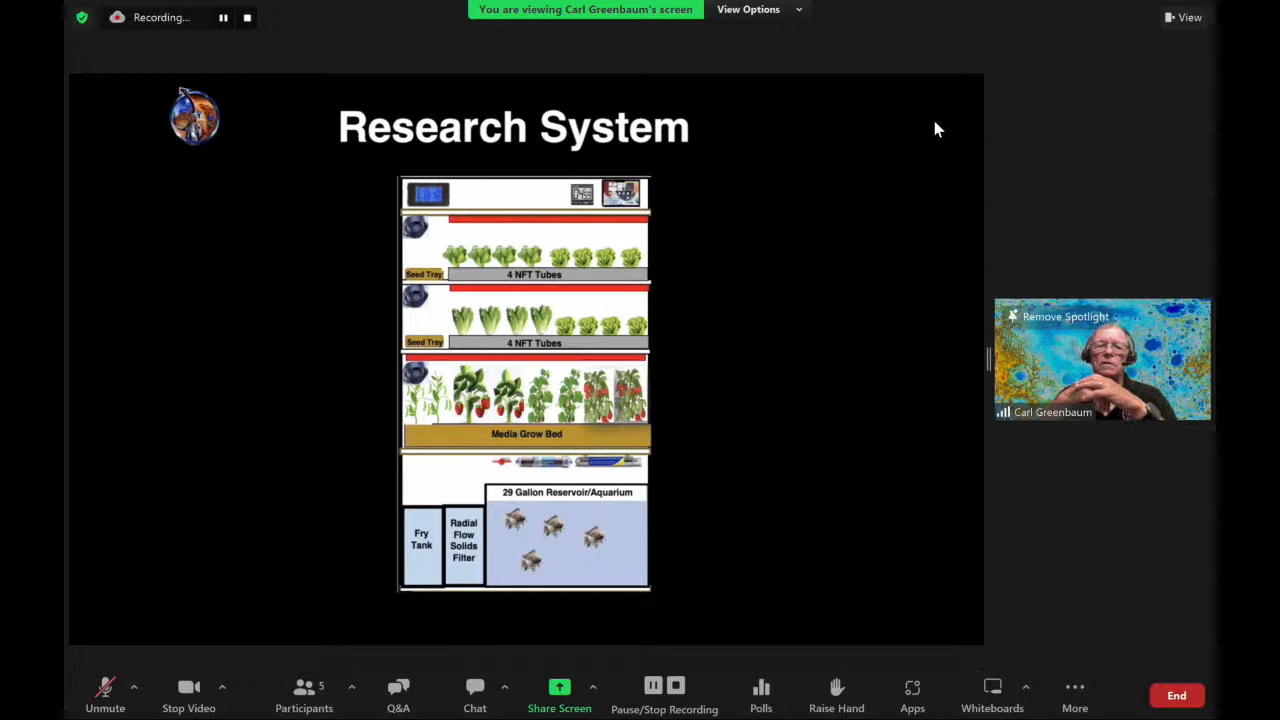 Recording...
You are viewing Carl Greenbaum's screen
View Options
View
Research System
Seed Tray
4 NFT Tubes
Seed Tray
4 NFT Tubes
Media Grow Bed
29 Gallon Reservoir/Aquarium
Fry
Tank
Radial
Flow
Solids
Filter
Remove Spotlight
Carl Greenbaum
Unmute
Stop Video
5
Participants
Q&A
Chat
Share Screen
Pause/Stop Recording
Polls
Raise Hand
Apps
Whiteboards
More
End